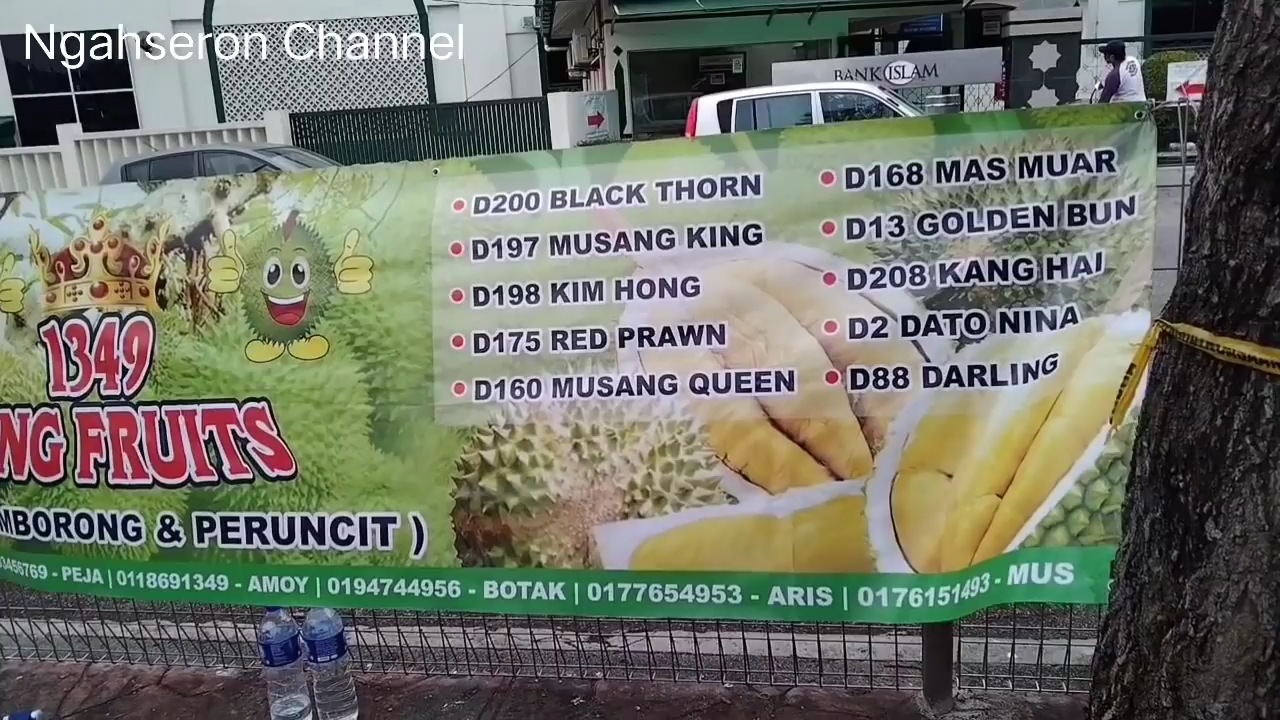 Ngahseron Channel
BANK ISLAM
D200 BLACK THORN
D197 MUSANG KING
D198 KIM HONG
D175 RED PRAWN
D160 MUSANG QUEEN
D168 MAS MUAR
D13 GOLDEN BUN
D208 KANG HAI
D2 DATO NINA
D88 DARLING
1349
NG FRUITS
MBORONG & PERUNCIT )
3456769 - PEJA | 0118691349 - AMOY | 0194744956 - BOTAK | 0177654953 - ARIS | 0176151493 - MUS